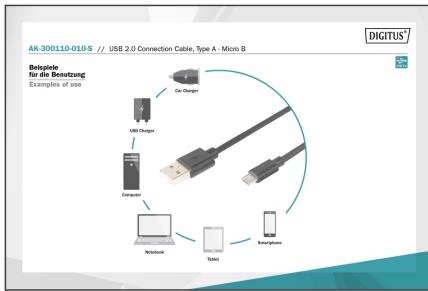 DIGITUS®
AK-300110-010-S // USB 2.0 Connection Cable, Type A - Micro B
Beispiele
für die Benutzung
Examples of use
Car Charger
USB Charger
Computer
Notebook
Tablet
Smartphone